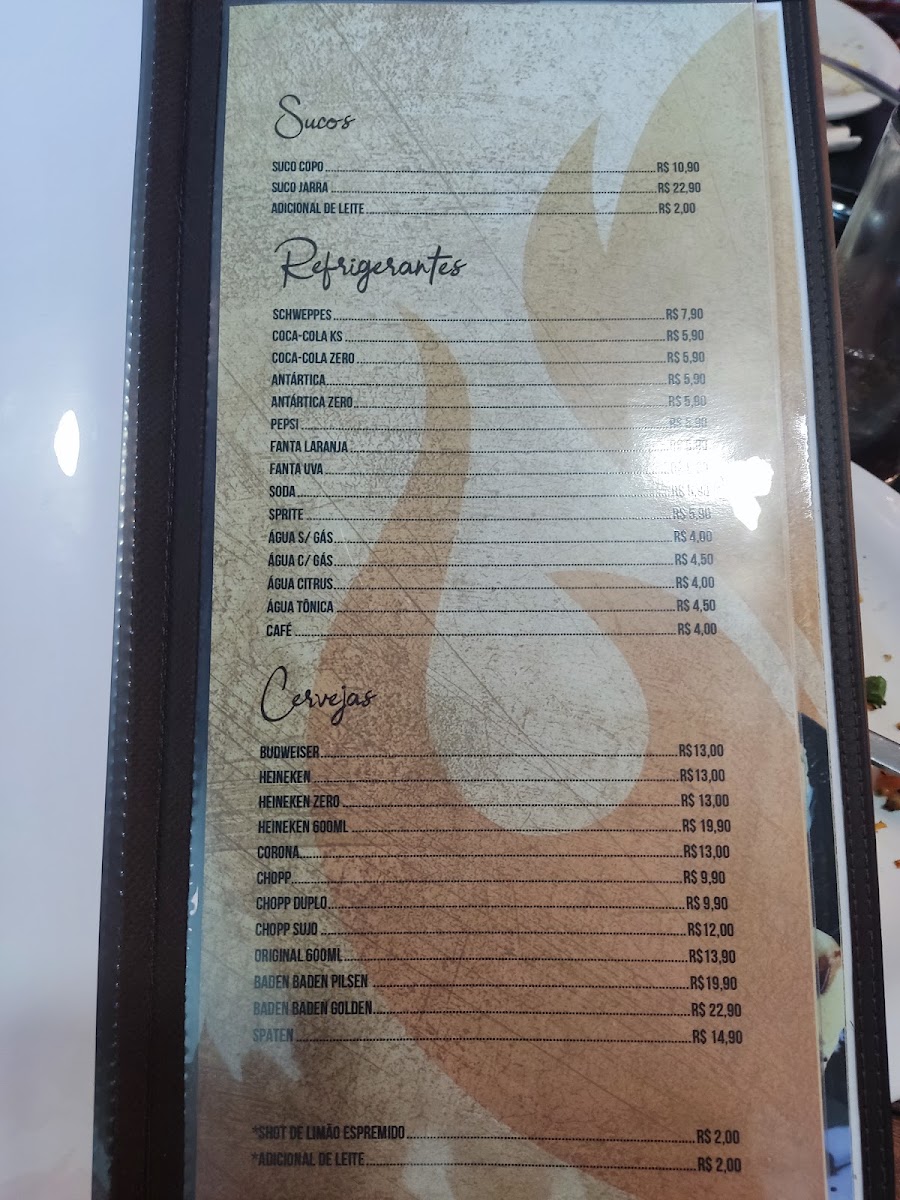 Sucos
SUCO COPO R$ 10,90
SUCO JARRA R$ 22,90
ADICIONAL DE LEITE R$ 2,00
Refrigerantes
SCHWEPPES R$ 7,90
COCA-COLA KS R$ 5,90
COCA-COLA ZERO R$ 5,90
ANTÁRTICA R$ 5,90
ANTÁRTICA ZERO R$ 5,90
PEPSI R$ 5,90
FANTA LARANJA
FANTA UVA
SODA
SPRITE R$ 5,90
ÁGUA S/ GÁS R$ 4,00
ÁGUA C/ GÁS R$ 4,50
ÁGUA CITRUS R$ 4,00
ÁGUA TÔNICA R$ 4,50
CAFÉ R$ 4,00
Cervejas
BUDWEISER R$13,00
HEINEKEN R$13,00
HEINEKEN ZERO R$ 13,00
HEINEKEN 600ML R$ 19,90
CORONA R$13,00
CHOPP R$ 9,90
CHOPP DUPLO R$ 9,90
CHOPP SUJO R$12,00
ORIGINAL 600ML R$13,90
BADEN BADEN PILSEN R$19,90
BADEN BADEN GOLDEN R$ 22,90
SPATEN R$ 14,90
*SHOT DE LIMÃO ESPREMIDO R$ 2,00
*ADICIONAL DE LEITE R$ 2,00